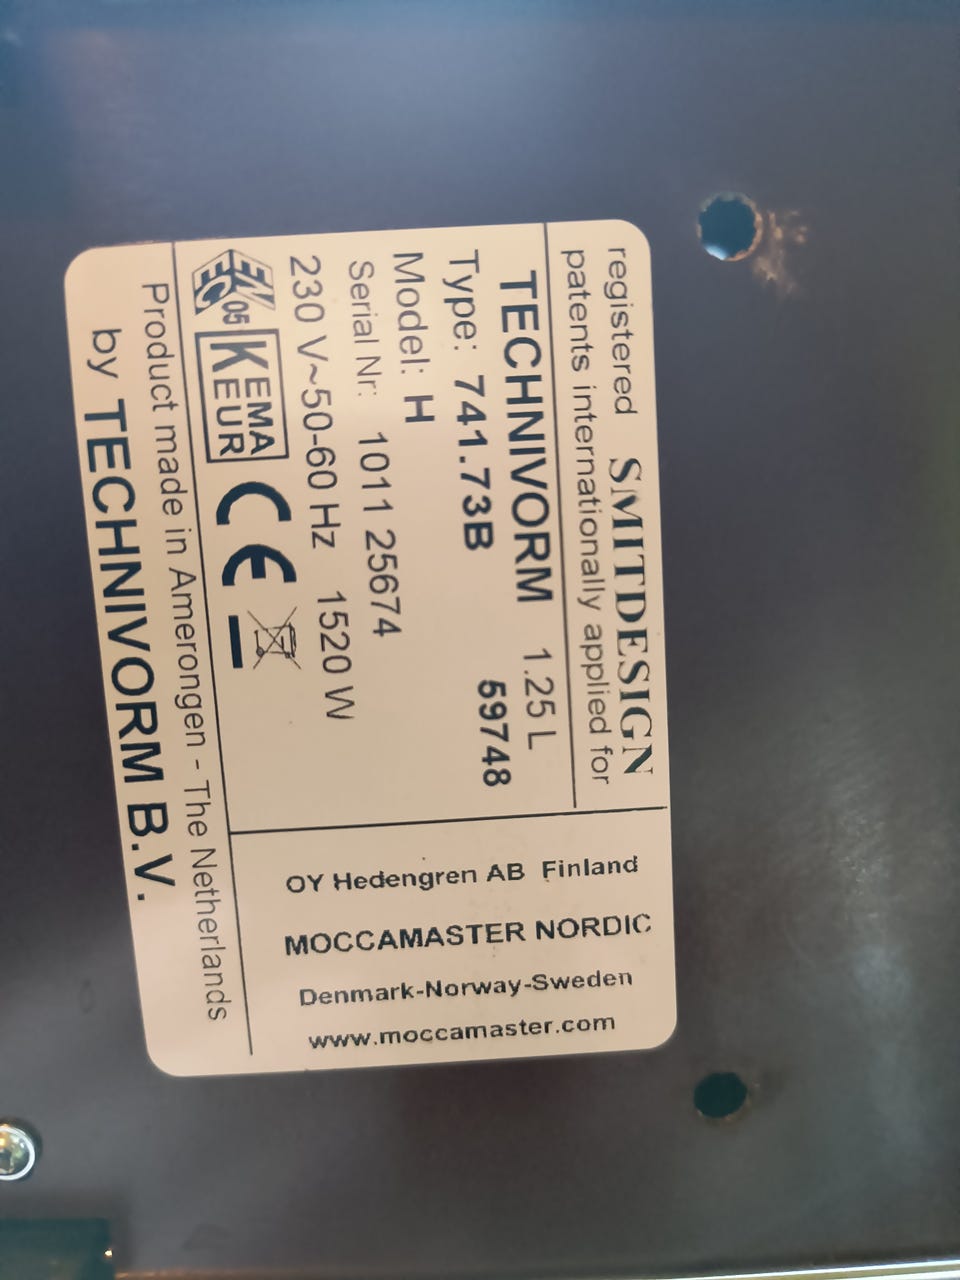 registered SMITDESIGN
patents internationally applied for
TECHNIVORM 1.25 L
Type: 741.73B 59748
Model: H
Serial Nr: 1011 25674
230 V~50-60 Hz 1520 W
05 KEMA KEUR CE
Product made in Amerongen - The Netherlands
by TECHNIVORM B.V.
OY Hedengren AB Finland
MOCCAMASTER NORDIC
Denmark-Norway-Sweden
www.moccamaster.com